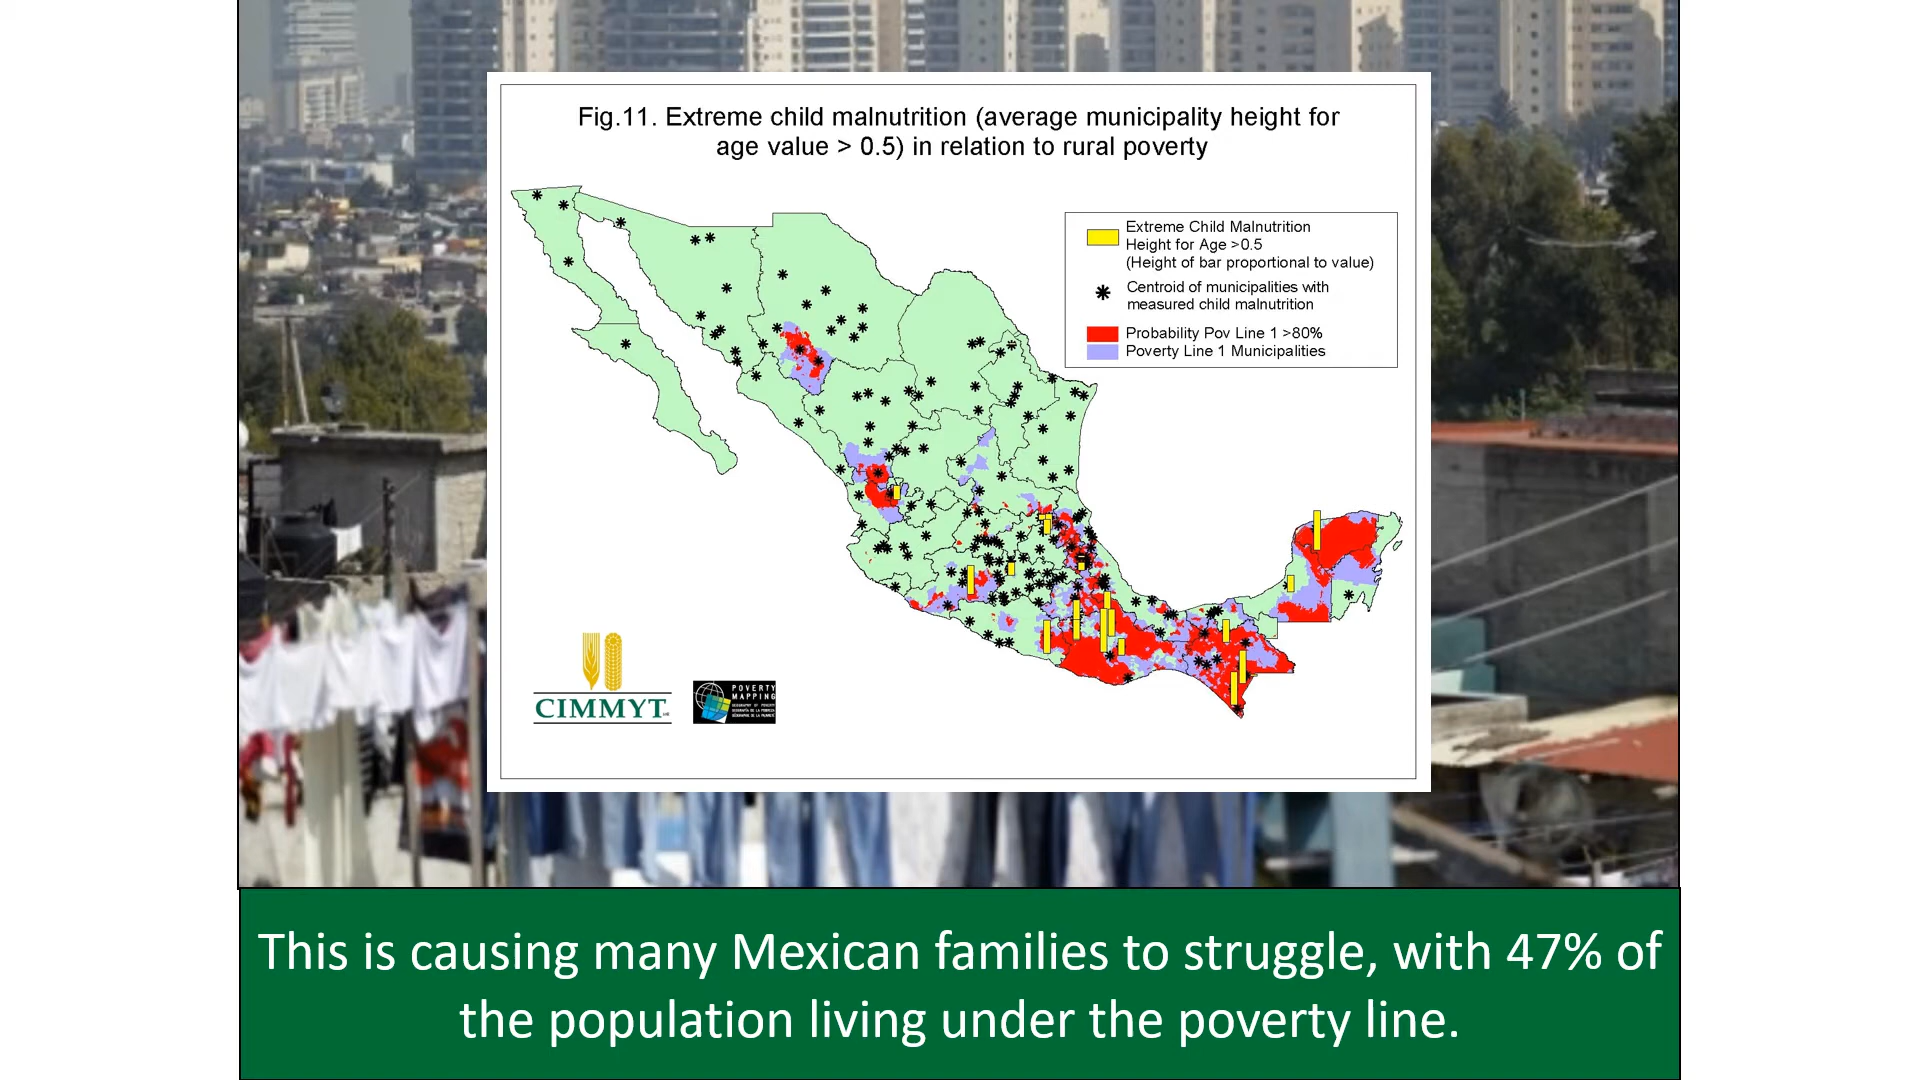 Fig.11. Extreme child malnutrition (average municipality height for
age value > 0.5) in relation to rural poverty
Extreme Child Malnutrition
Height for Age >0.5
(Height of bar proportional to value)
Centroid of municipalities with
measured child malnutrition
Probability Pov Line 1 >80%
Poverty Line 1 Municipalities
CIMMYT
POVERTY
MAPPING
This is causing many Mexican families to struggle, with 47% of
the population living under the poverty line.